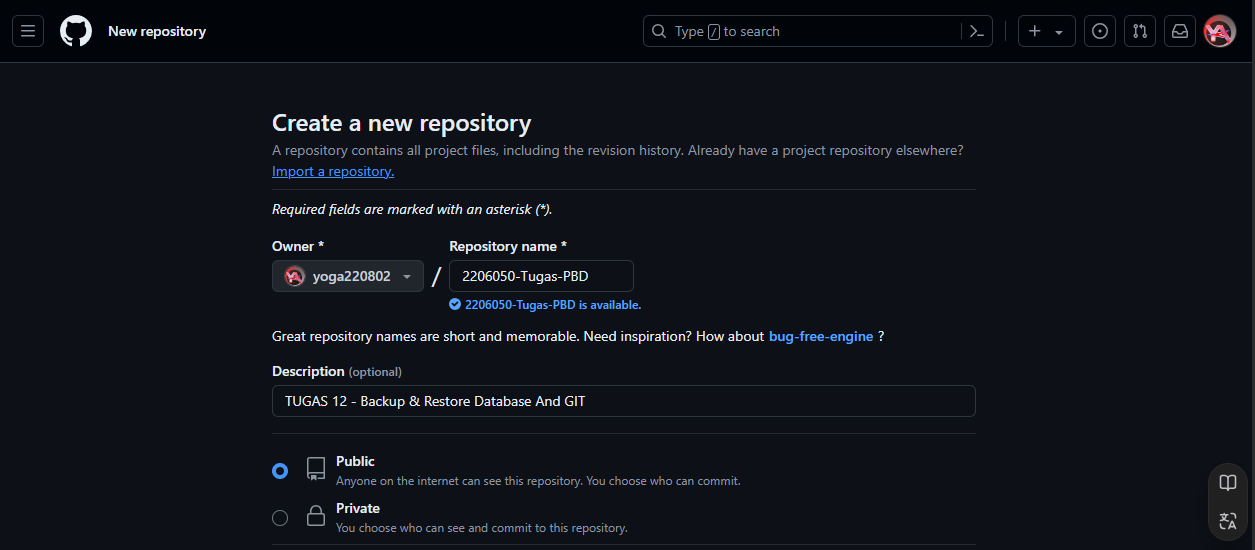 New repository
Type / to search
Create a new repository
A repository contains all project files, including the revision history. Already have a project repository elsewhere?
Import a repository.
Required fields are marked with an asterisk (*).
Owner *
Repository name *
yoga220802
/
2206050-Tugas-PBD
2206050-Tugas-PBD is available.
Great repository names are short and memorable. Need inspiration? How about bug-free-engine ?
Description (optional)
TUGAS 12 - Backup & Restore Database And GIT
Public
Anyone on the internet can see this repository. You choose who can commit.
Private
You choose who can see and commit to this repository.